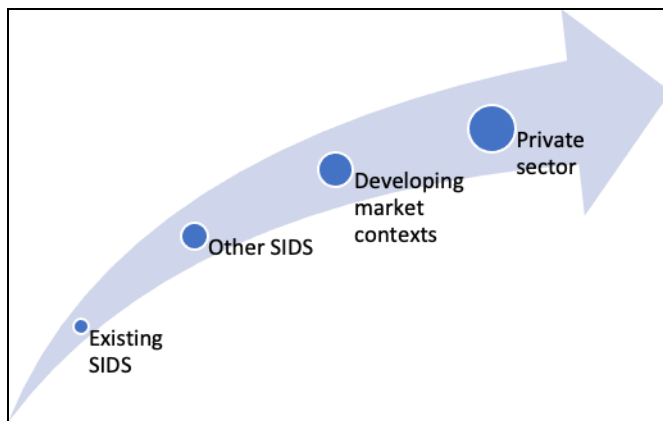 Private
sector
Developing
market
contexts
Other SIDS
Existing
SIDS